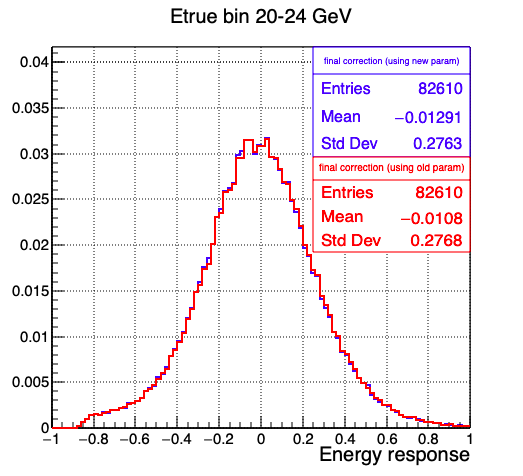 Etrue bin 20-24 GeV
final correction (using new param)
Entries 82610
Mean −0.01291
Std Dev 0.2763
final correction (using old param)
Entries 82610
Mean −0.0108
Std Dev 0.2768
0.04
0.035
0.03
0.025
0.02
0.015
0.01
0.005
0
−1 −0.8 −0.6 −0.4 −0.2 0 0.2 0.4 0.6 0.8 1
Energy response